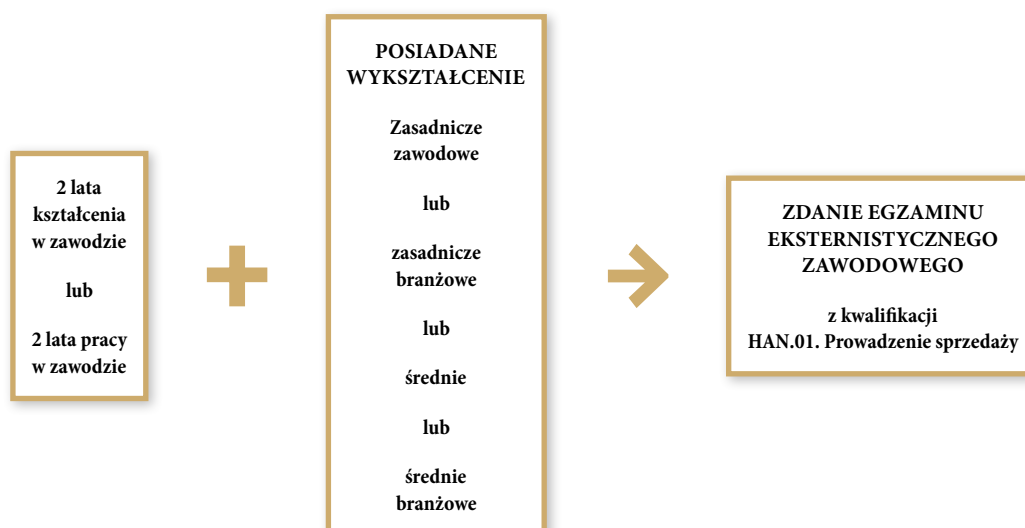 2 lata
kształcenia
w zawodzie
lub
2 lata pracy
w zawodzie
POSIADANE
WYKSZTAŁCENIE
Zasadnicze
zawodowe
lub
zasadnicze
branżowe
lub
średnie
lub
średnie
branżowe
ZDANIE EGZAMINU
EKSTERNISTYCZNEGO
ZAWODOWEGO
z kwalifikacji
HAN.01. Prowadzenie sprzedaży